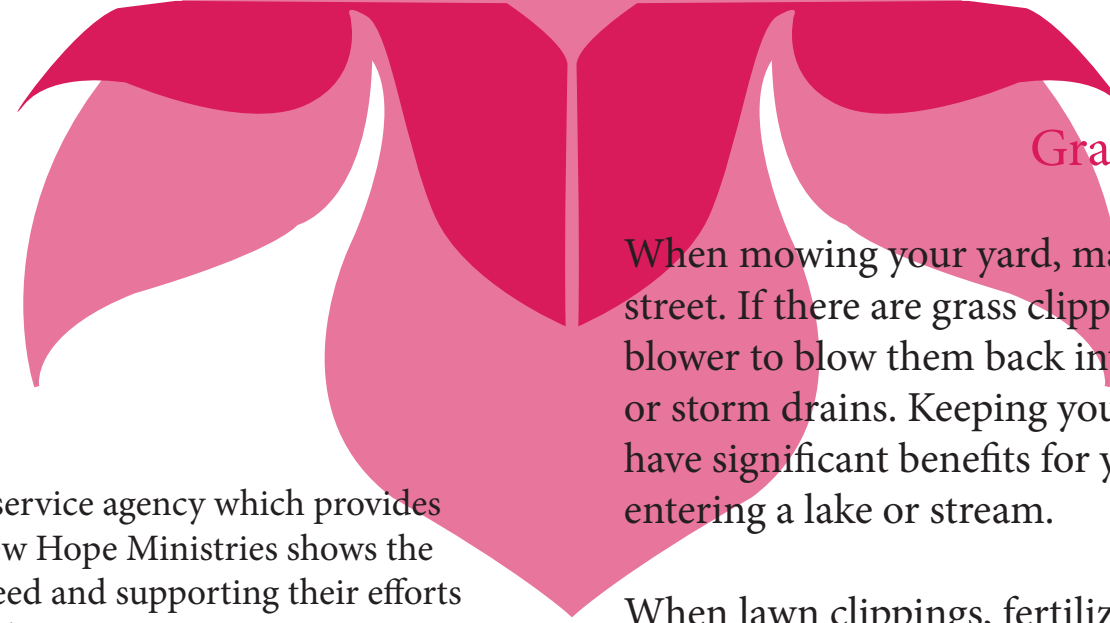 Gra
When mowing your yard, ma
street. If there are grass clipp
blower to blow them back in
or storm drains. Keeping you
have significant benefits for y
entering a lake or stream.
When lawn clippings, fertiliz
service agency which provides
w Hope Ministries shows the
eed and supporting their efforts